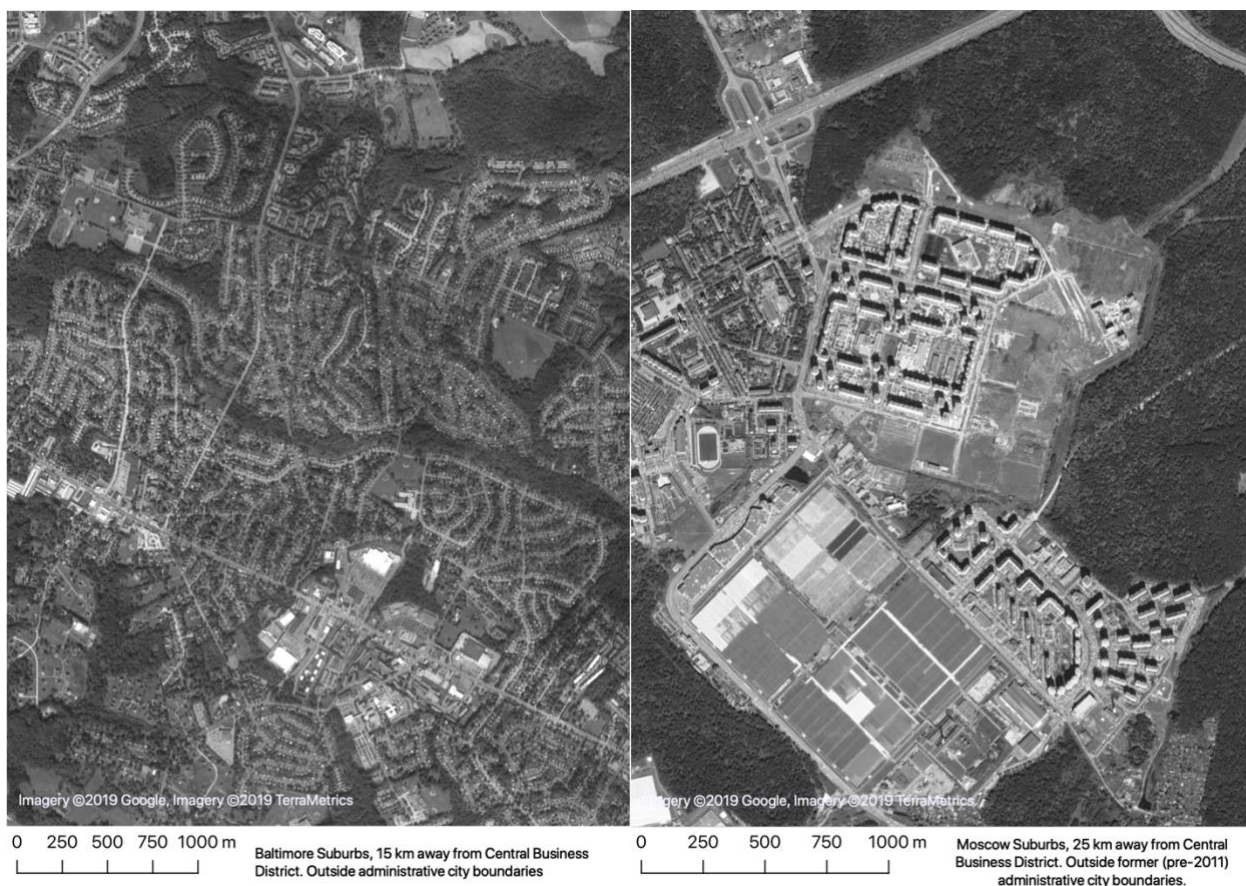 Imagery ©2019 Google, Imagery ©2019 TerraMetrics
0 250 500 750 1000 m
Baltimore Suburbs, 15 km away from Central Business
District. Outside administrative city boundaries
Imagery ©2019 Google, Imagery ©2019 TerraMetrics
0 250 500 750 1000 m
Moscow Suburbs, 25 km away from Central
Business District. Outside former (pre-2011)
administrative city boundaries.